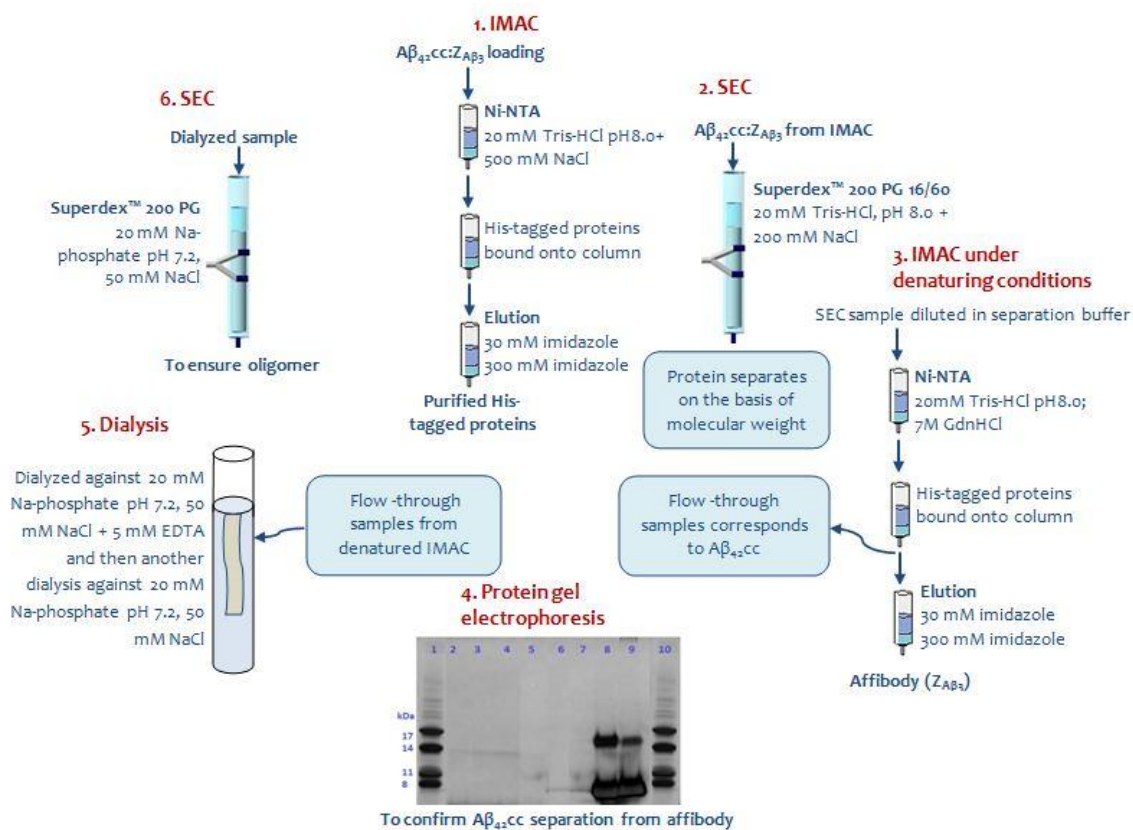 1. IMAC
Aβ₄₂cc:Z_Aβ₃ loading
Ni-NTA
20 mM Tris-HCl pH8.0+
500 mM NaCl
His-tagged proteins
bound onto column
Elution
30 mM imidazole
300 mM imidazole
Purified His-
tagged proteins
2. SEC
Aβ₄₂cc:Z_Aβ₃ from IMAC
Superdex™ 200 PG 16/60
20 mM Tris-HCl, pH 8.0 +
200 mM NaCl
Protein separates
on the basis of
molecular weight
3. IMAC under
denaturing conditions
SEC sample diluted in separation buffer
Ni-NTA
20mM Tris-HCl pH8.0;
7M GdnHCl
His-tagged proteins
bound onto column
Flow -through
samples corresponds
to Aβ₄₂cc
Elution
30 mM imidazole
300 mM imidazole
Affibody (Z_Aβ₃)
4. Protein gel
electrophoresis
1 2 3 4 5 6 7 8 9 10
kDa
17
14
11
8
To confirm Aβ₄₂cc separation from affibody
5. Dialysis
Dialyzed against 20 mM
Na-phosphate pH 7.2, 50
mM NaCl + 5 mM EDTA
and then another
dialysis against 20 mM
Na-phosphate pH 7.2, 50
mM NaCl
Flow -through
samples from
denatured IMAC
6. SEC
Dialyzed sample
Superdex™ 200 PG
20 mM Na-
phosphate pH 7.2,
50 mM NaCl
To ensure oligomer